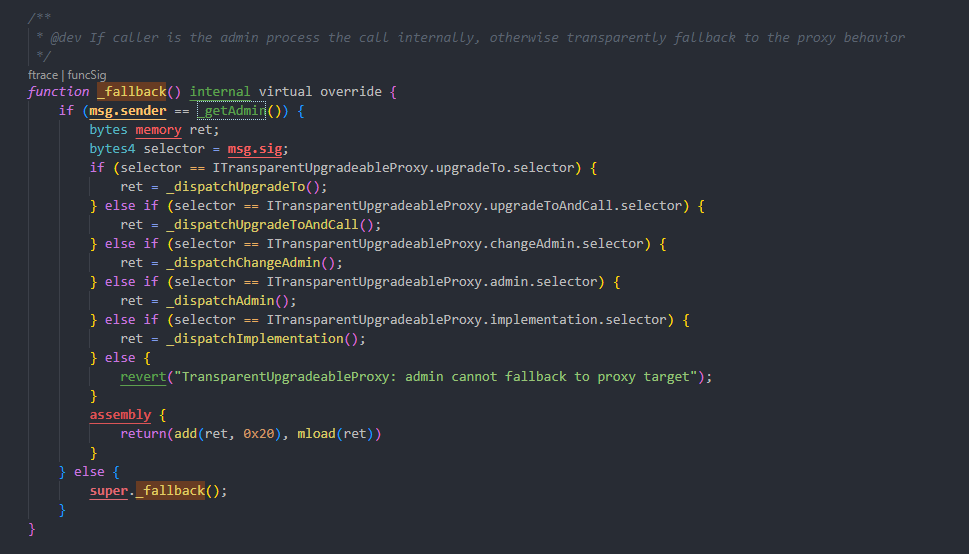 /**
 * @dev If caller is the admin process the call internally, otherwise transparently fallback to the proxy behavior
 */
ftrace | funcSig
function _fallback() internal virtual override {
    if (msg.sender == _getAdmin()) {
        bytes memory ret;
        bytes4 selector = msg.sig;
        if (selector == ITransparentUpgradeableProxy.upgradeTo.selector) {
            ret = _dispatchUpgradeTo();
        } else if (selector == ITransparentUpgradeableProxy.upgradeToAndCall.selector) {
            ret = _dispatchUpgradeToAndCall();
        } else if (selector == ITransparentUpgradeableProxy.changeAdmin.selector) {
            ret = _dispatchChangeAdmin();
        } else if (selector == ITransparentUpgradeableProxy.admin.selector) {
            ret = _dispatchAdmin();
        } else if (selector == ITransparentUpgradeableProxy.implementation.selector) {
            ret = _dispatchImplementation();
        } else {
            revert("TransparentUpgradeableProxy: admin cannot fallback to proxy target");
        }
        assembly {
            return(add(ret, 0x20), mload(ret))
        }
    } else {
        super._fallback();
    }
}